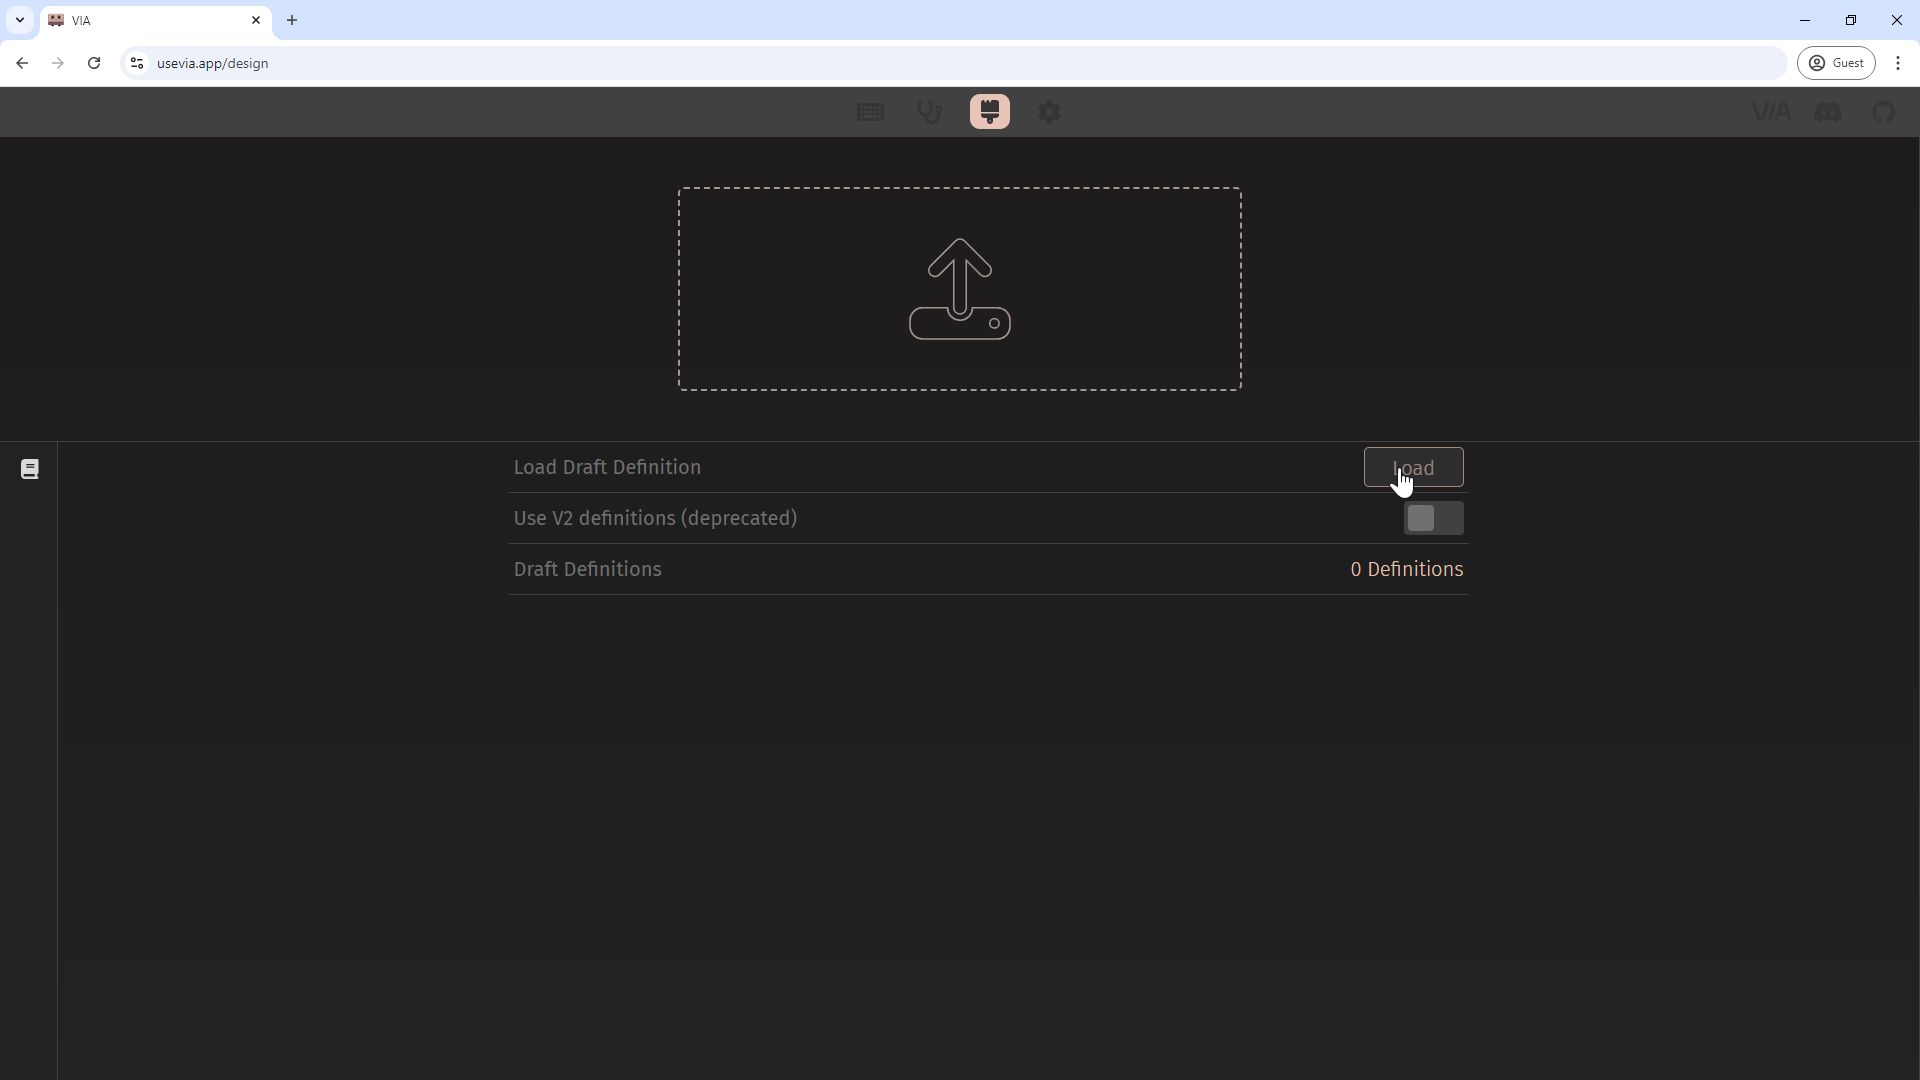 VIA
usevia.app/design
Guest
VIA
Load Draft Definition
Load
Use V2 definitions (deprecated)
Draft Definitions
0 Definitions